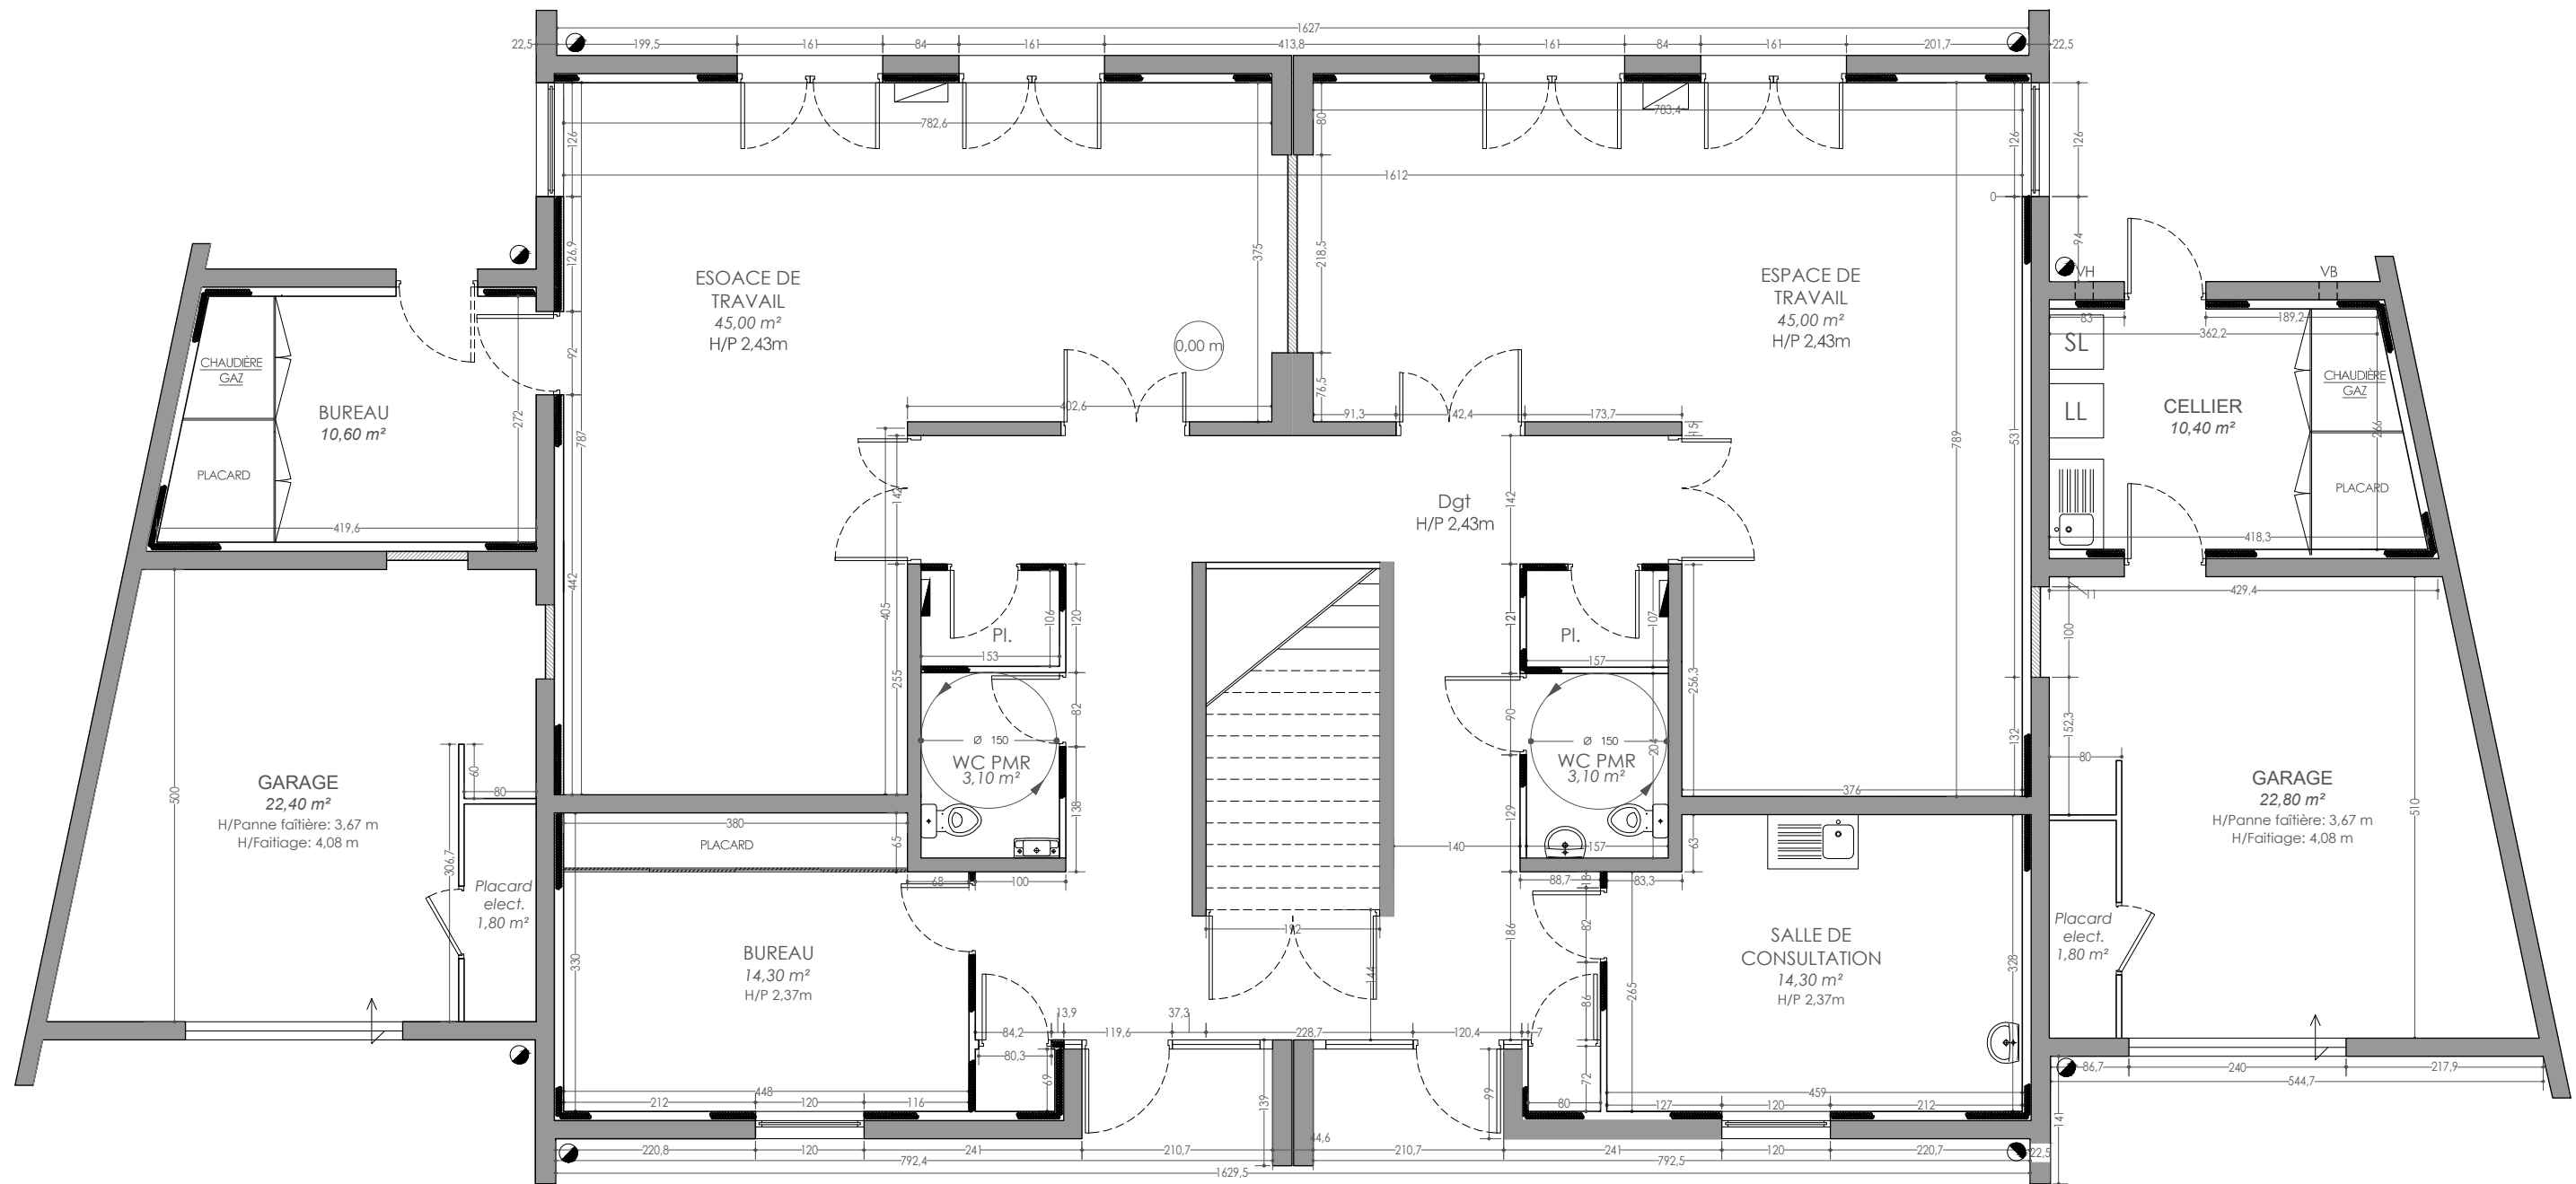 1627
22,5
199,5
161
84
161
413,8
161
84
161
201,7
22,5
782,6
80
783,4
126
126
126
1612
0
126,9
375
218,5
94
VH
VB
ESOACE DE
TRAVAIL
45,00 m²
H/P 2,43m
ESPACE DE
TRAVAIL
45,00 m²
H/P 2,43m
0,00 m
83
189,2
362,2
SL
CHAUDIÈRE
GAZ
92
76,5
CHAUDIÈRE
GAZ
BUREAU
10,60 m²
272
787
402,6
91,3
142,4
173,7
15
789
531
LL
CELLIER
10,40 m²
266
PLACARD
419,6
142
Dgt
H/P 2,43m
142
PLACARD
418,3
442
405
106
120
121
107
11
429,4
Pl.
153
Pl.
157
100
255
256,3
82
90
152,3
132
Ø 150
WC PMR
3,10 m²
Ø 150
WC PMR
3,10 m²
204
500
GARAGE
22,40 m²
H/Panne faîtière: 3,67 m
H/Faitiage: 4,08 m
60
80
80
GARAGE
22,80 m²
H/Panne faîtière: 3,67 m
H/Faitiage: 4,08 m
510
376
138
129
306,7
380
PLACARD
65
140
157
63
68
100
88,7
83,3
18
Placard
elect.
1,80 m²
Placard
elect.
1,80 m²
192
186
82
BUREAU
14,30 m²
H/P 2,37m
330
SALLE DE
CONSULTATION
14,30 m²
H/P 2,37m
328
144
265
86
13,9
37,3
84,2
119,6
228,7
120,4
7
80,3
69
72
99
86,7
240
217,9
544,7
448
212
120
116
80
459
127
120
212
139
141
44,6
220,8
120
241
210,7
210,7
241
120
220,7
22,5
792,4
792,5
1629,5